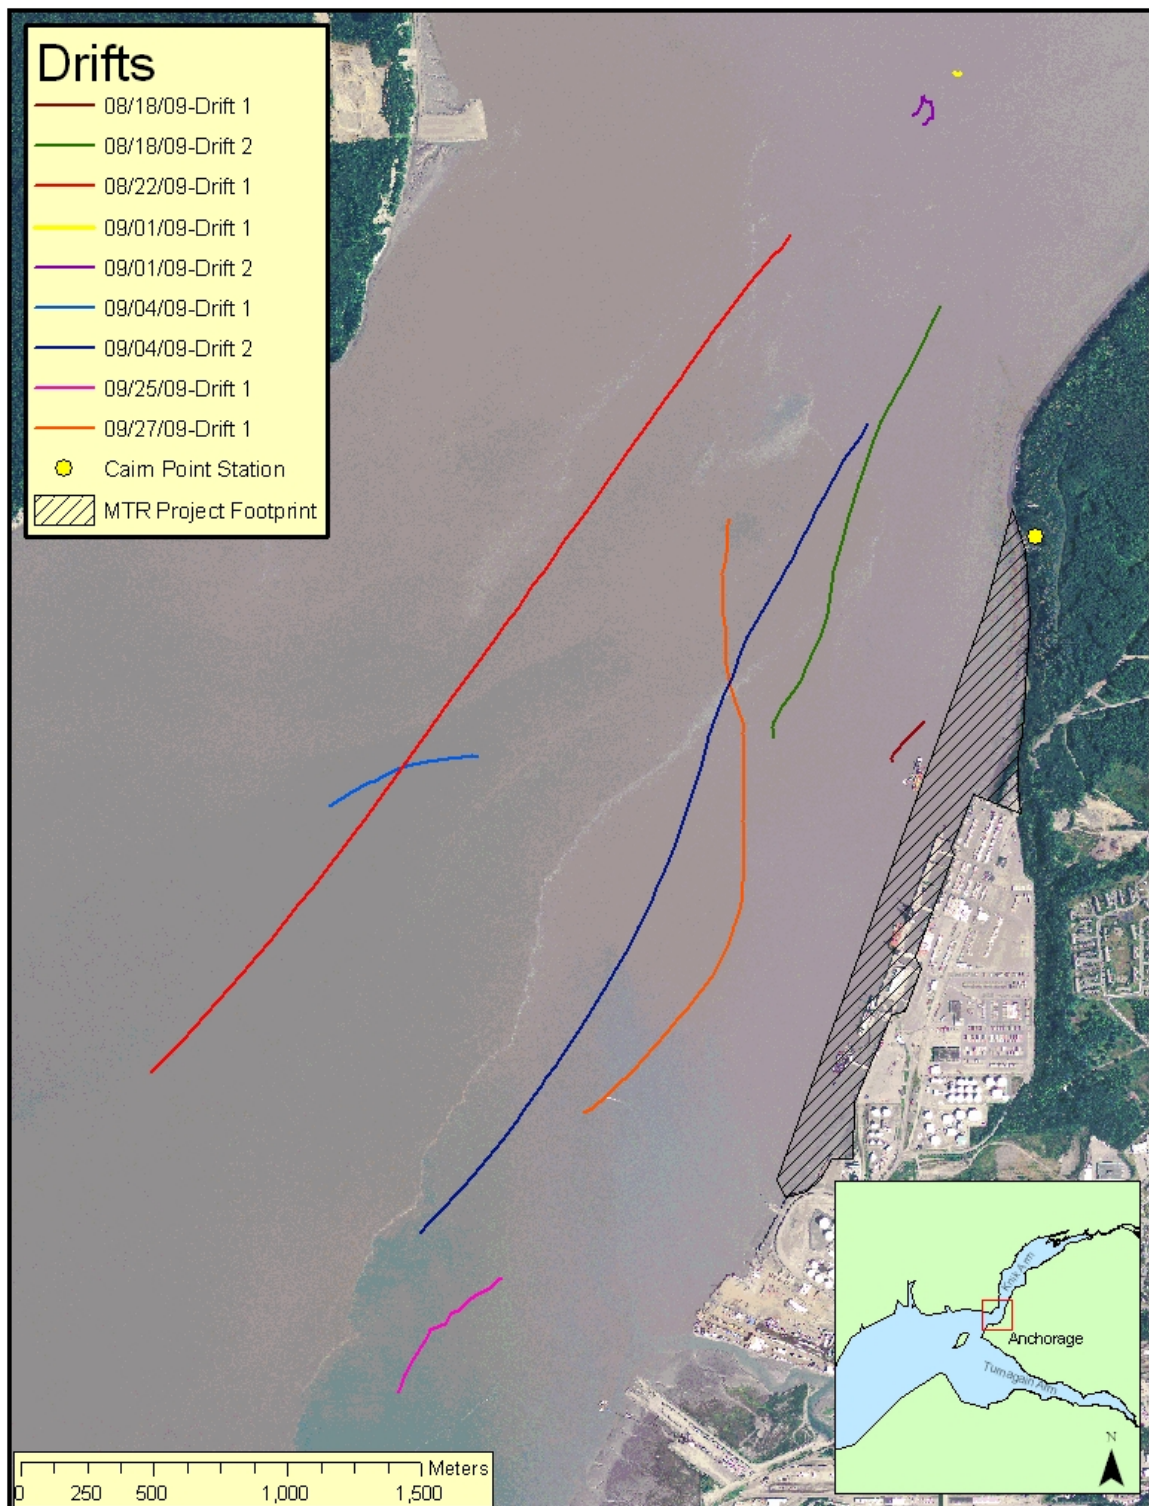 Drifts
08/18/09-Drift 1
08/18/09-Drift 2
08/22/09-Drift 1
09/01/09-Drift 1
09/01/09-Drift 2
09/04/09-Drift 1
09/04/09-Drift 2
09/25/09-Drift 1
09/27/09-Drift 1
Cairn Point Station
MTR Project Footprint
Knik Arm
Anchorage
Turnagain Arm
N
Meters
0 250 500 1,000 1,500